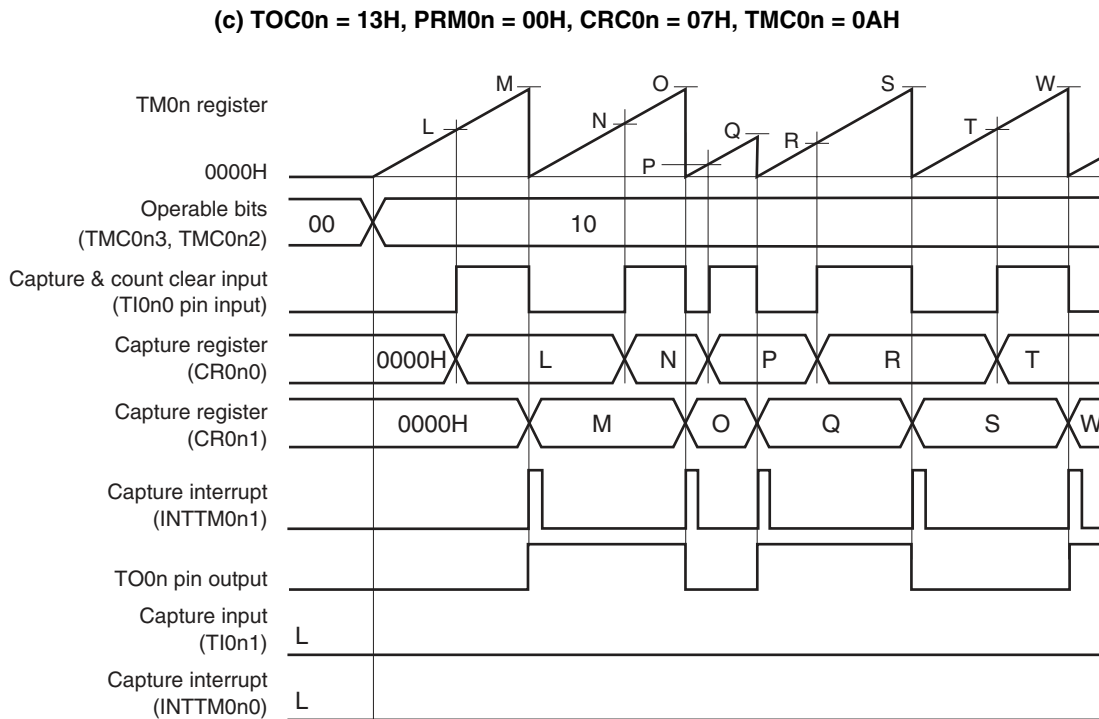 (c) TOC0n = 13H, PRM0n = 00H, CRC0n = 07H, TMC0n = 0AH
TM0n register
0000H
L
M
N
O
P
Q
R
S
T
W
Operable bits
(TMC0n3, TMC0n2)
00
10
Capture & count clear input
(TI0n0 pin input)
Capture register
(CR0n0)
0000H
L
N
P
R
T
Capture register
(CR0n1)
0000H
M
O
Q
S
W
Capture interrupt
(INTTM0n1)
TO0n pin output
Capture input
(TI0n1)
L
Capture interrupt
(INTTM0n0)
L